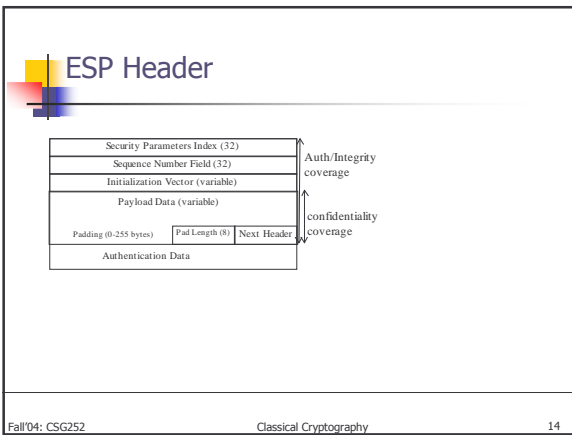 ESP Header
Security Parameters Index (32)
Sequence Number Field (32)
Initialization Vector (variable)
Payload Data (variable)
Padding (0-255 bytes) Pad Length (8) Next Header
Authentication Data
Auth/Integrity
coverage
confidentiality
coverage
Fall'04: CSG252 Classical Cryptography 14